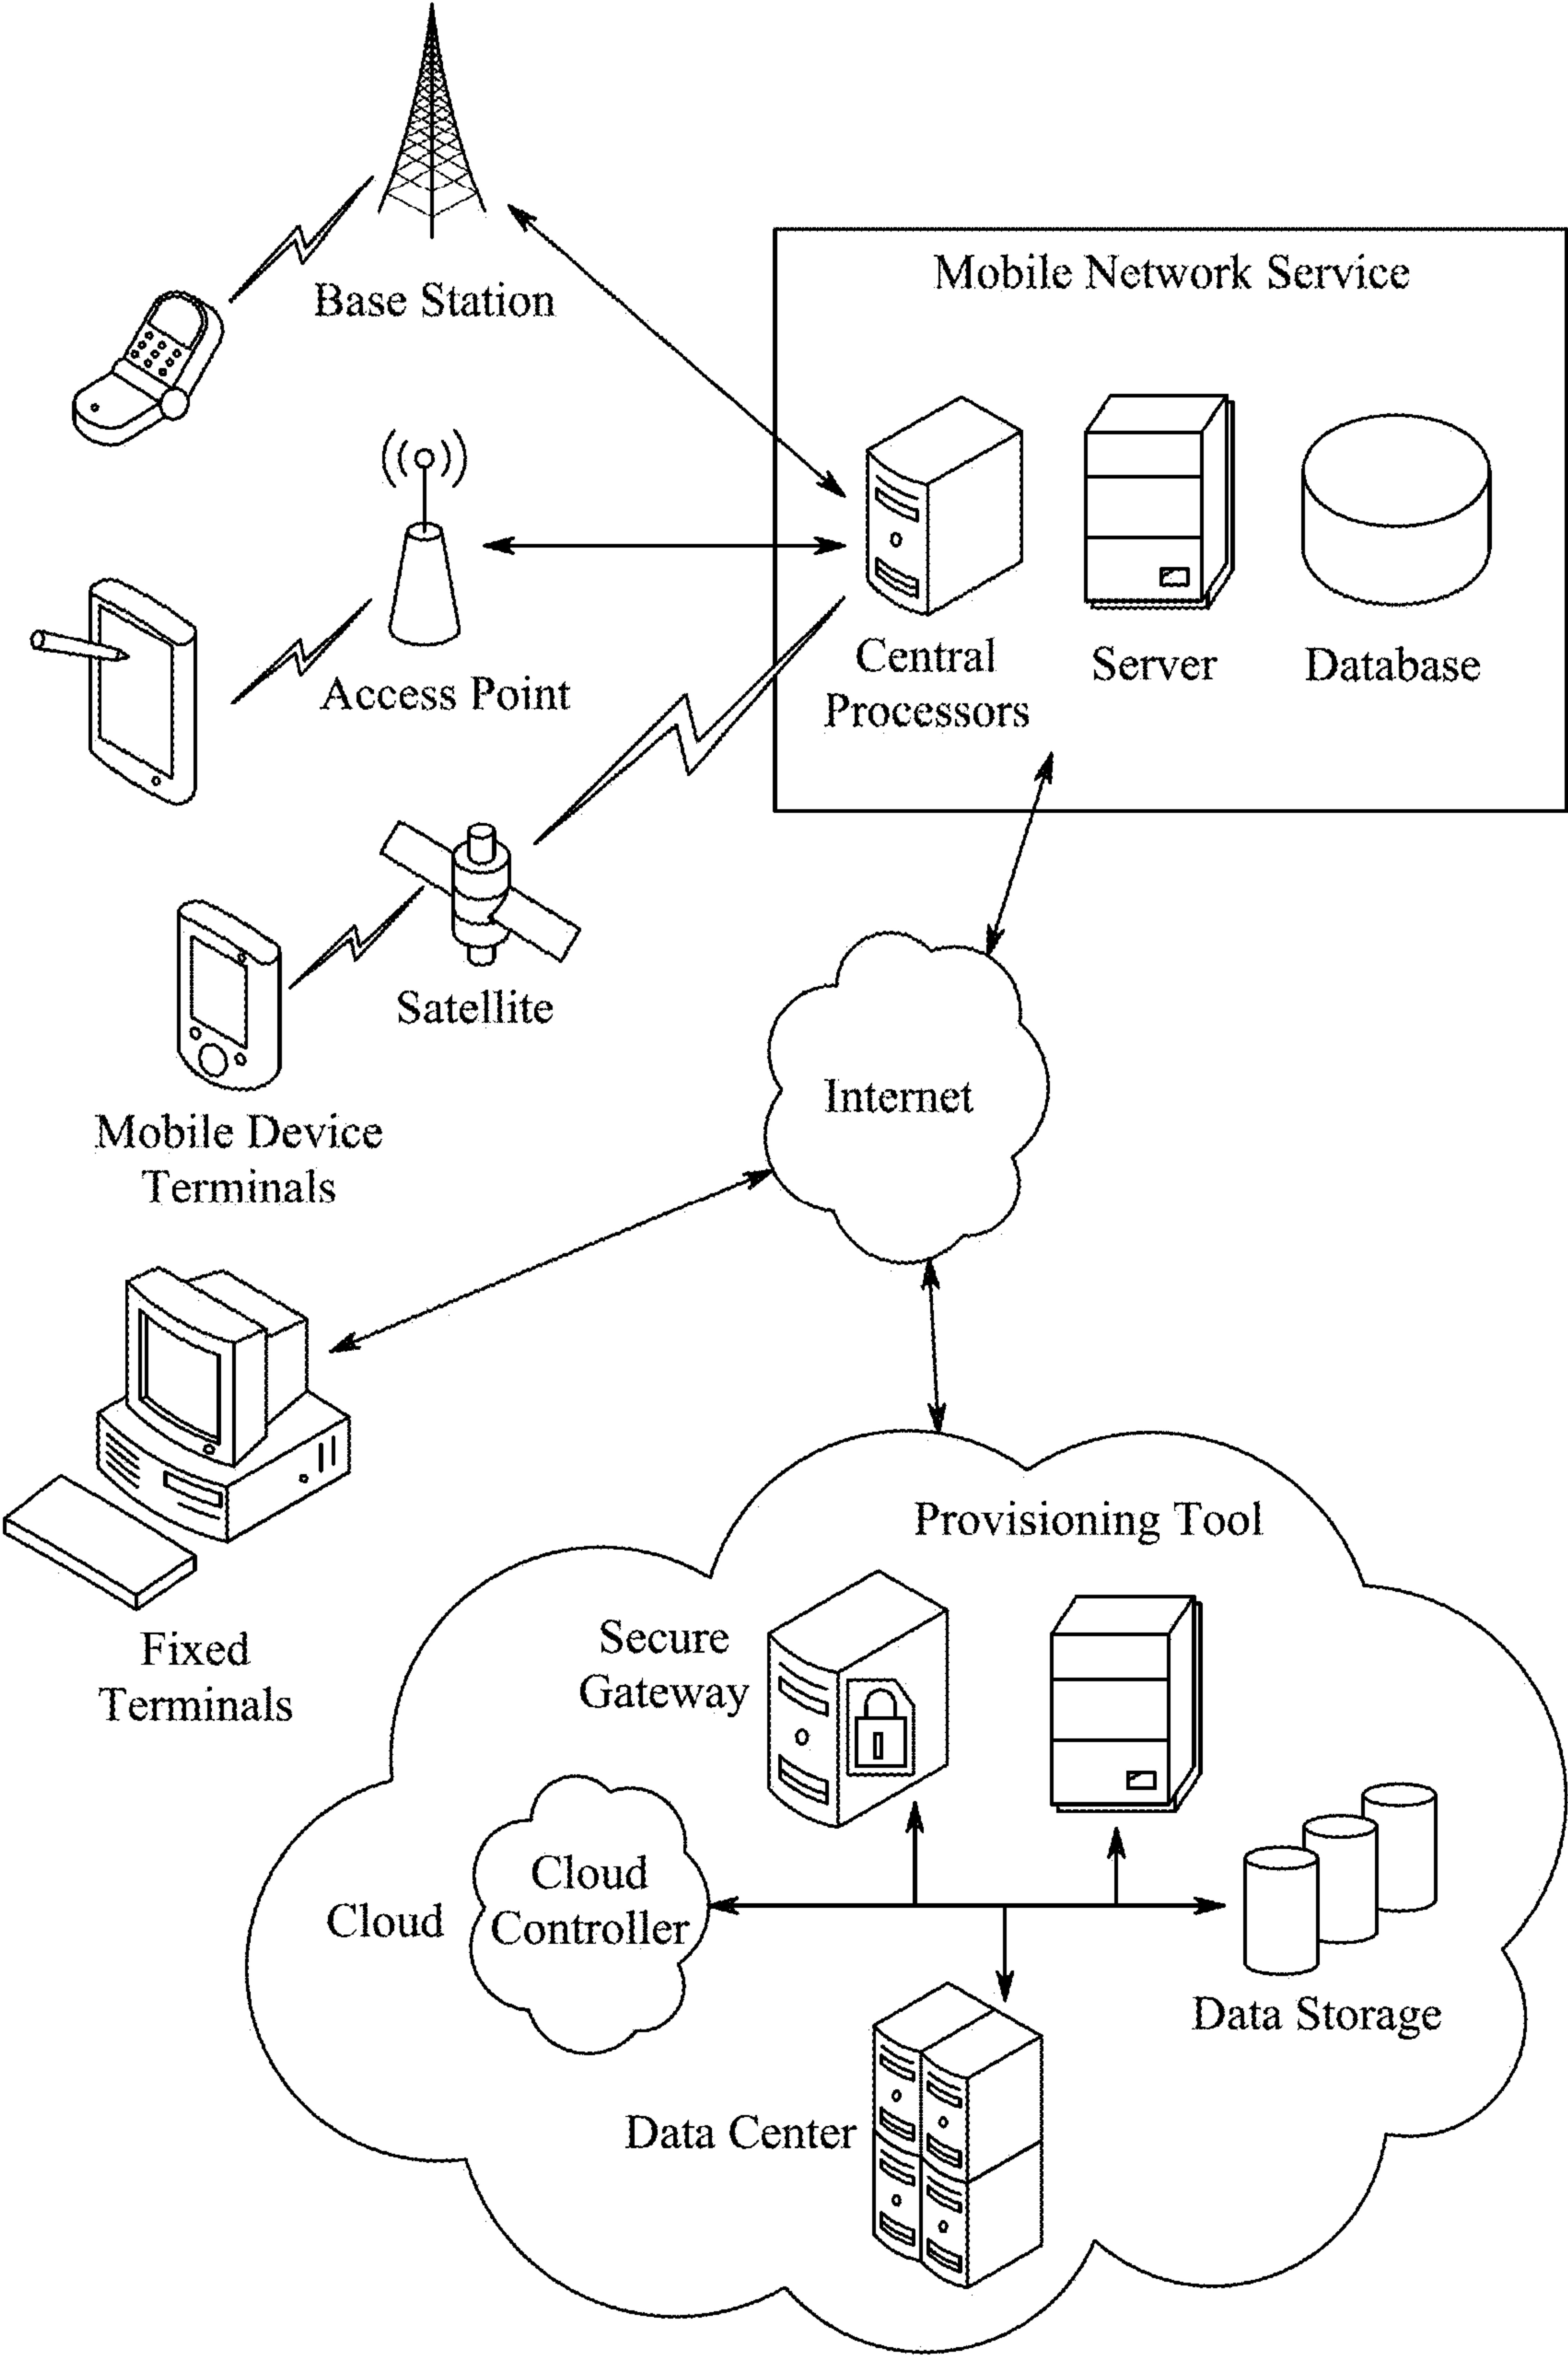 Base Station
Mobile Network Service
Access Point
Central
Processors
Server
Database
Satellite
Mobile Device
Terminals
Internet
Fixed
Terminals
Provisioning Tool
Secure
Gateway
Cloud
Cloud
Controller
Data Storage
Data Center